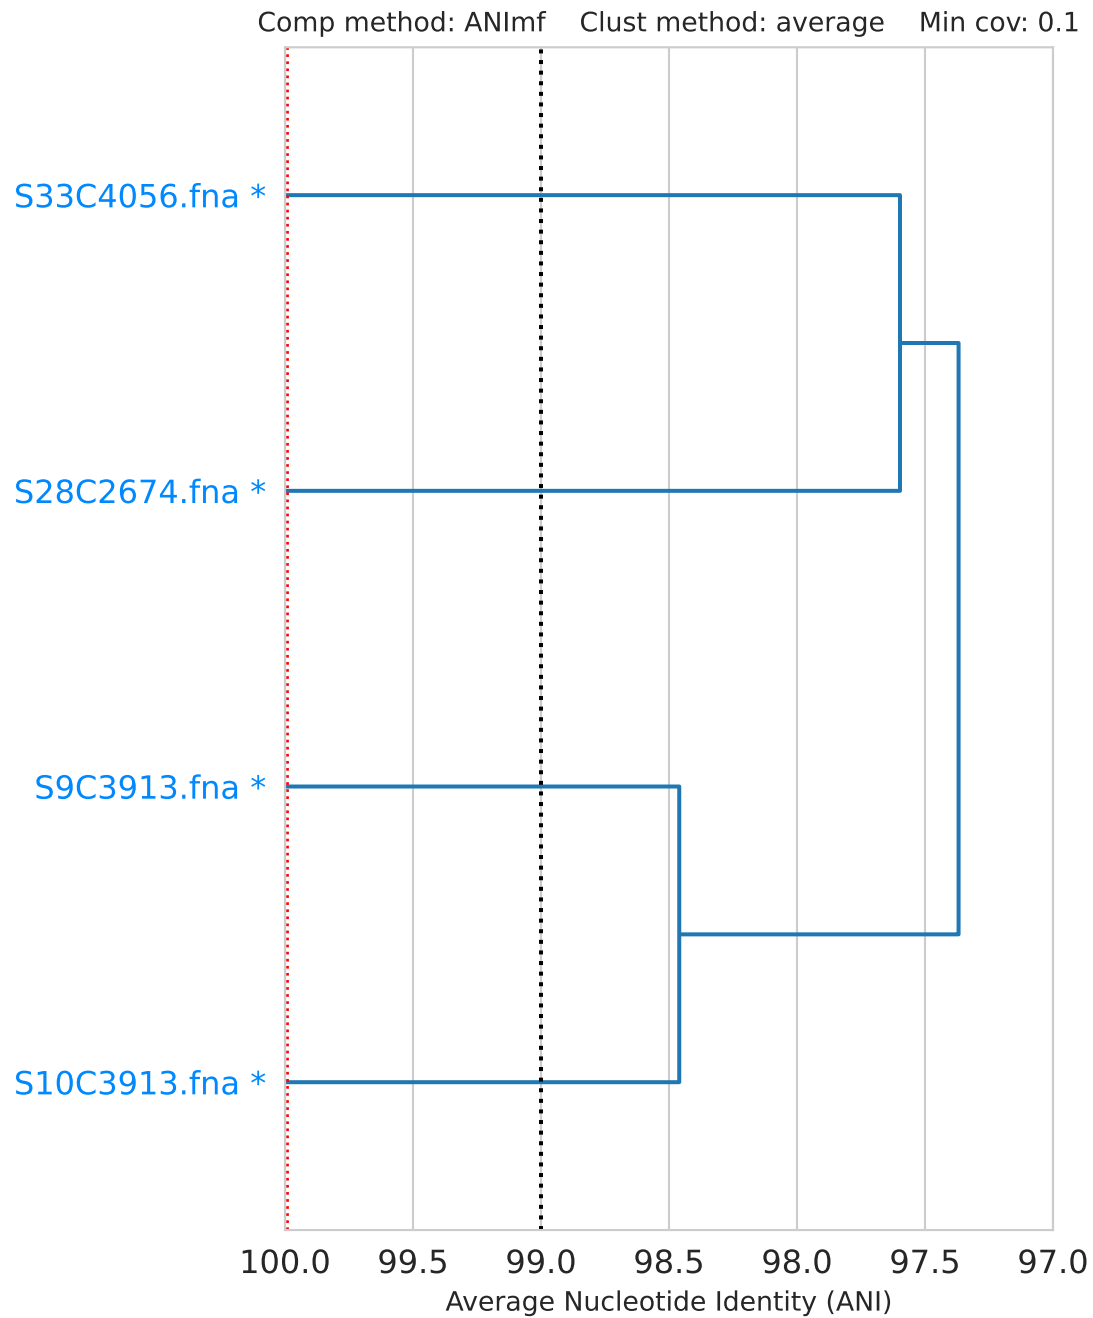 Comp method: ANImf    Clust method: average    Min cov: 0.1
S33C4056.fna *
S28C2674.fna *
S9C3913.fna *
S10C3913.fna *
100.0 99.5 99.0 98.5 98.0 97.5 97.0
Average Nucleotide Identity (ANI)